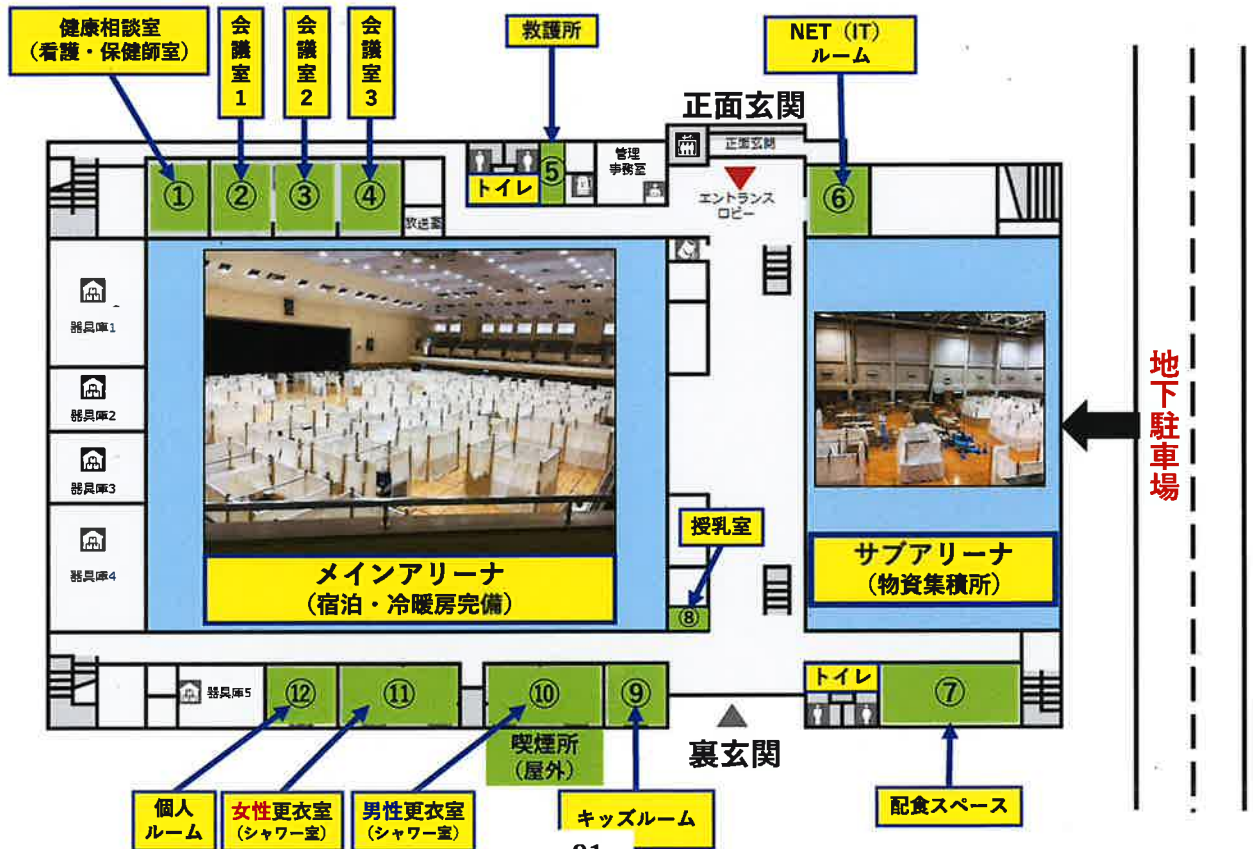 健康相談室
（看護・保健師室）
会議室1
会議室2
会議室3
救護所
NET（IT）
ルーム
正面玄関
正面玄関
①
②
③
④
放送室
トイレ
⑤
管理
事務室
エントランス
ロビー
⑥
器具庫1
器具庫2
器具庫3
器具庫4
メインアリーナ
（宿泊・冷暖房完備）
授乳室
⑧
サブアリーナ
（物資集積所）
地下駐車場
器具庫5
⑫
⑪
⑩
⑨
トイレ
⑦
喫煙所
（屋外）
裏玄関
個人
ルーム
女性更衣室
（シャワー室）
男性更衣室
（シャワー室）
キッズルーム
配食スペース